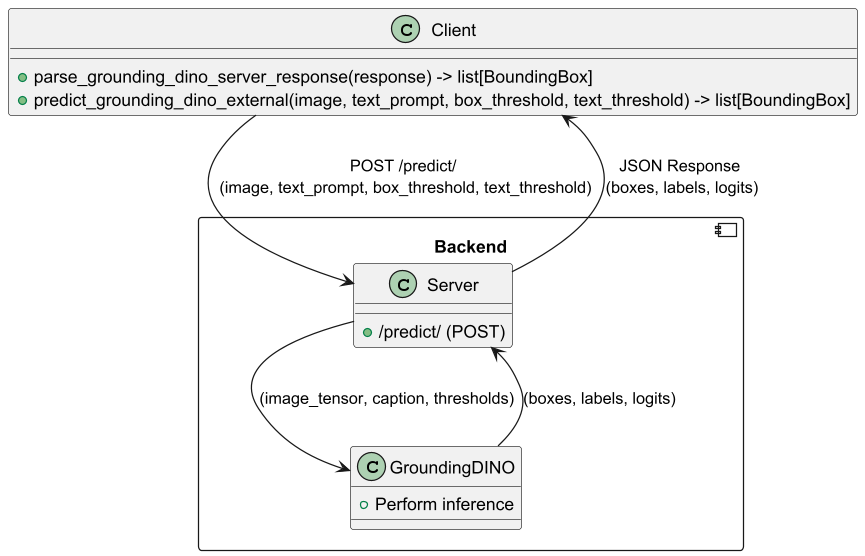 C Client
parse_grounding_dino_server_response(response) -> list[BoundingBox]
predict_grounding_dino_external(image, text_prompt, box_threshold, text_threshold) -> list[BoundingBox]
POST /predict/
(image, text_prompt, box_threshold, text_threshold)
JSON Response
(boxes, labels, logits)
Backend
C Server
/predict/ (POST)
(image_tensor, caption, thresholds)
(boxes, labels, logits)
C GroundingDINO
Perform inference